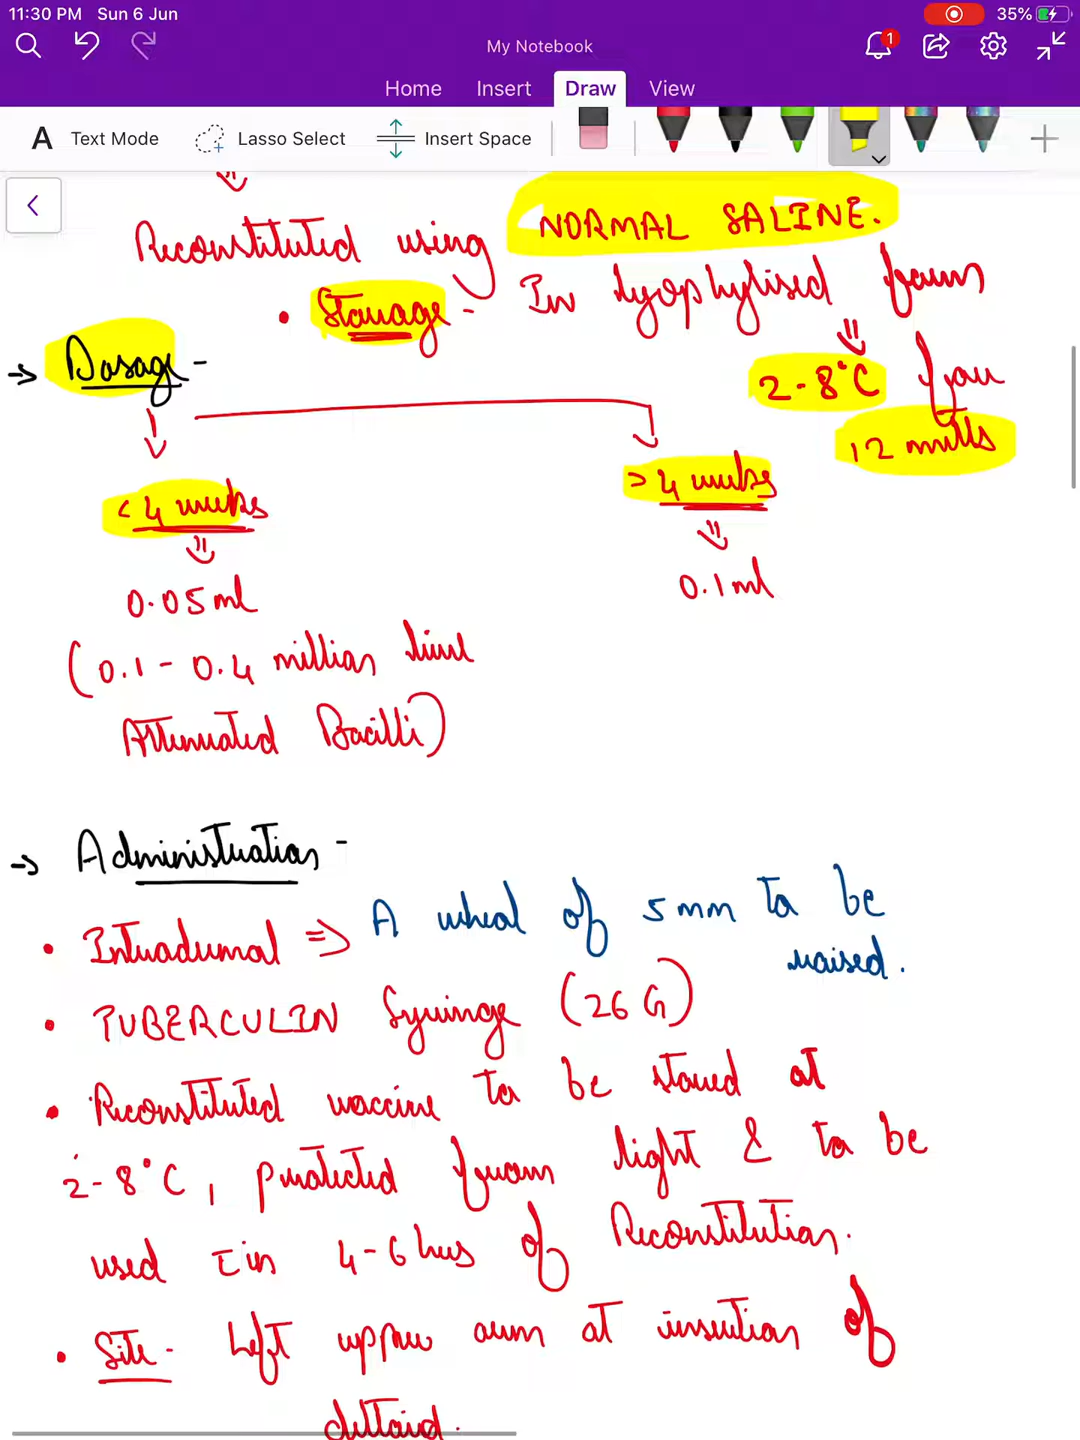 11:30 PM Sun 6 Jun 35%
My Notebook
1
Home Insert Draw View
A Text Mode Lasso Select Insert Space
Reconstituted using NORMAL SALINE.
• Storage - In lyophylised form
→ Dosage -
2-8°C for
12 mnths
< 4 weeks > 4 weeks
0.05 ml 0.1 ml
(0.1 - 0.4 million live
Attenuated Bacilli)
→ Administration -
• Intradermal ⇒ A wheal of 5 mm to be
raised.
• TUBERCULIN Syringe (26 G)
• Reconstituted vaccine to be stored at
2-8°C, protected from light & to be
used in 4-6 hrs of Reconstitution.
• Site - Left upper arm at insertion of
deltoid.